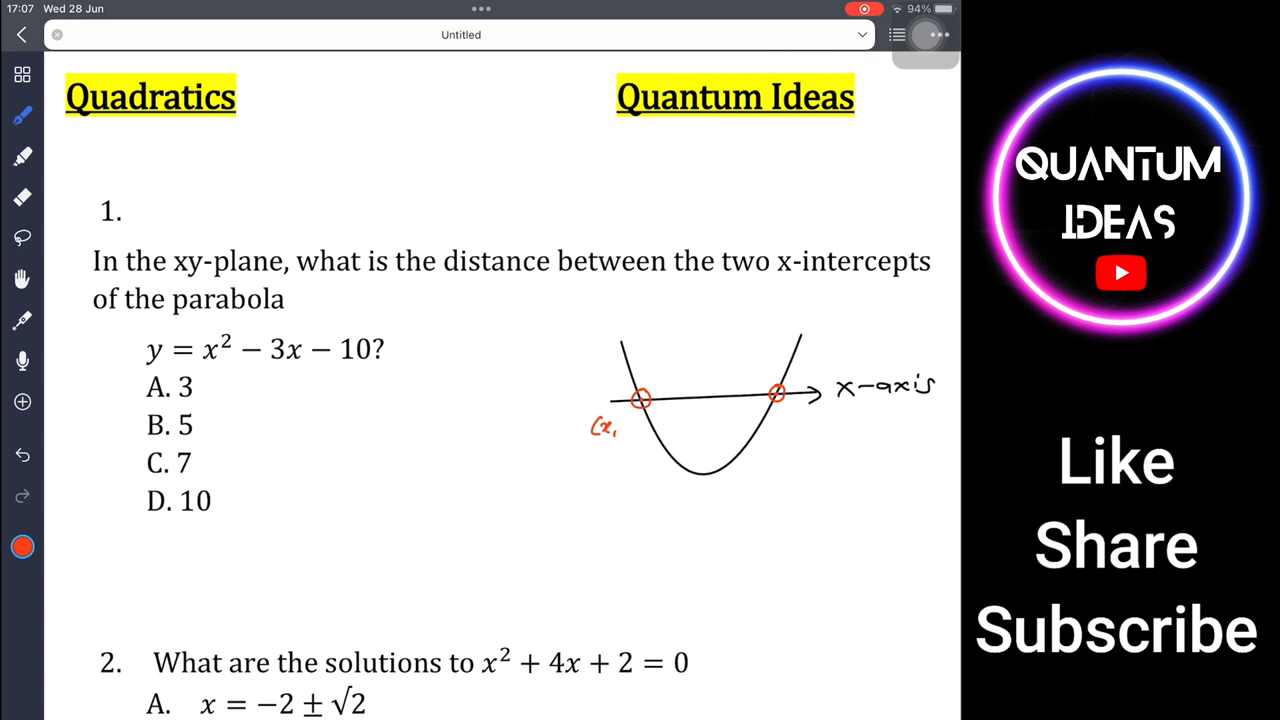 17:07 Wed 28 Jun
94%
Untitled
Quadratics
Quantum Ideas
1.
In the xy-plane, what is the distance between the two x-intercepts
of the parabola
y = x² − 3x − 10?
A. 3
B. 5
C. 7
D. 10
x-axis
(x,
2. What are the solutions to x² + 4x + 2 = 0
A. x = −2 ± √2
QUANTUM
IDEAS
Like
Share
Subscribe